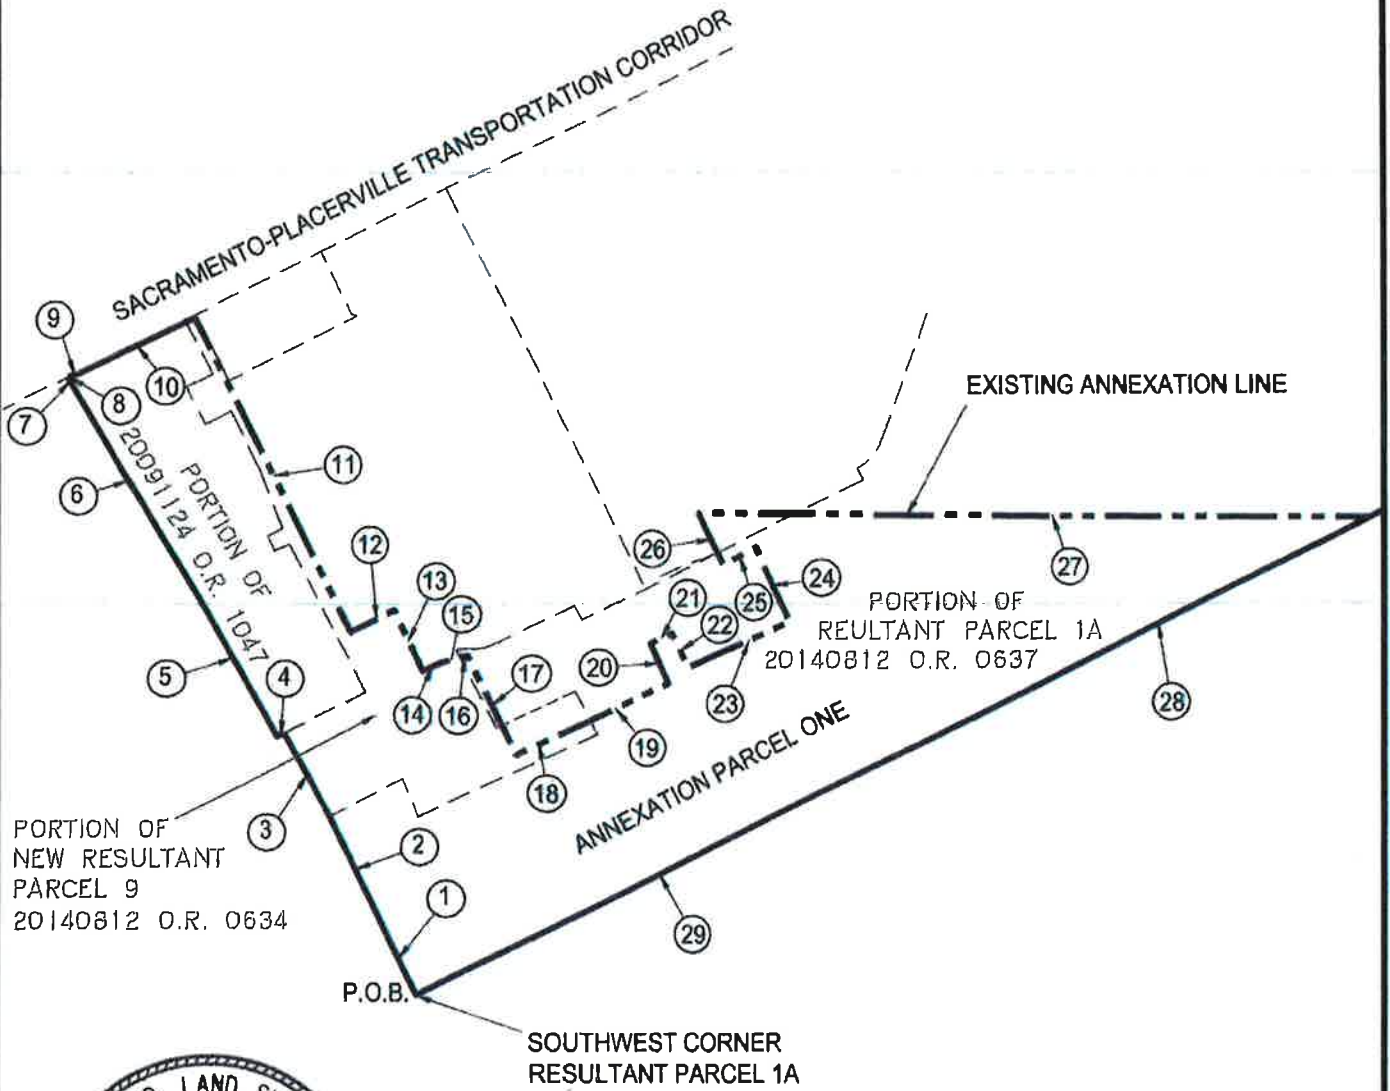 SACRAMENTO-PLACERVILLE TRANSPORTATION CORRIDOR
9
10
7
8
EXISTING ANNEXATION LINE
11
6
PORTION OF
20091124 O.R. 1047
12
26
27
13
21
25
24
15
22
PORTION OF
REULTANT PARCEL 1A
20140812 O.R. 0637
5
4
20
17
14
16
23
28
19
18
ANNEXATION PARCEL ONE
3
PORTION OF
NEW RESULTANT
PARCEL 9
20140812 O.R. 0634
2
1
29
P.O.B.
SOUTHWEST CORNER
RESULTANT PARCEL 1A
LAND